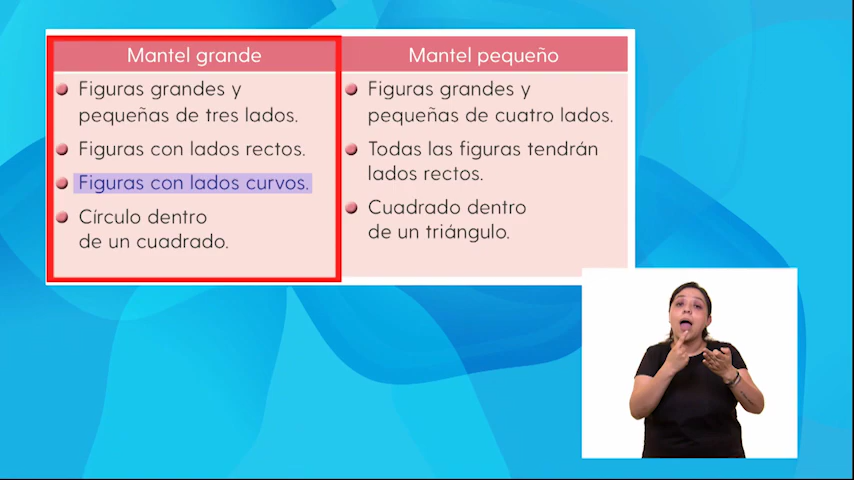 Mantel grande
Figuras grandes y
pequeñas de tres lados.
Figuras con lados rectos.
Figuras con lados curvos.
Círculo dentro
de un cuadrado.
Mantel pequeño
Figuras grandes y
pequeñas de cuatro lados.
Todas las figuras tendrán
lados rectos.
Cuadrado dentro
de un triángulo.